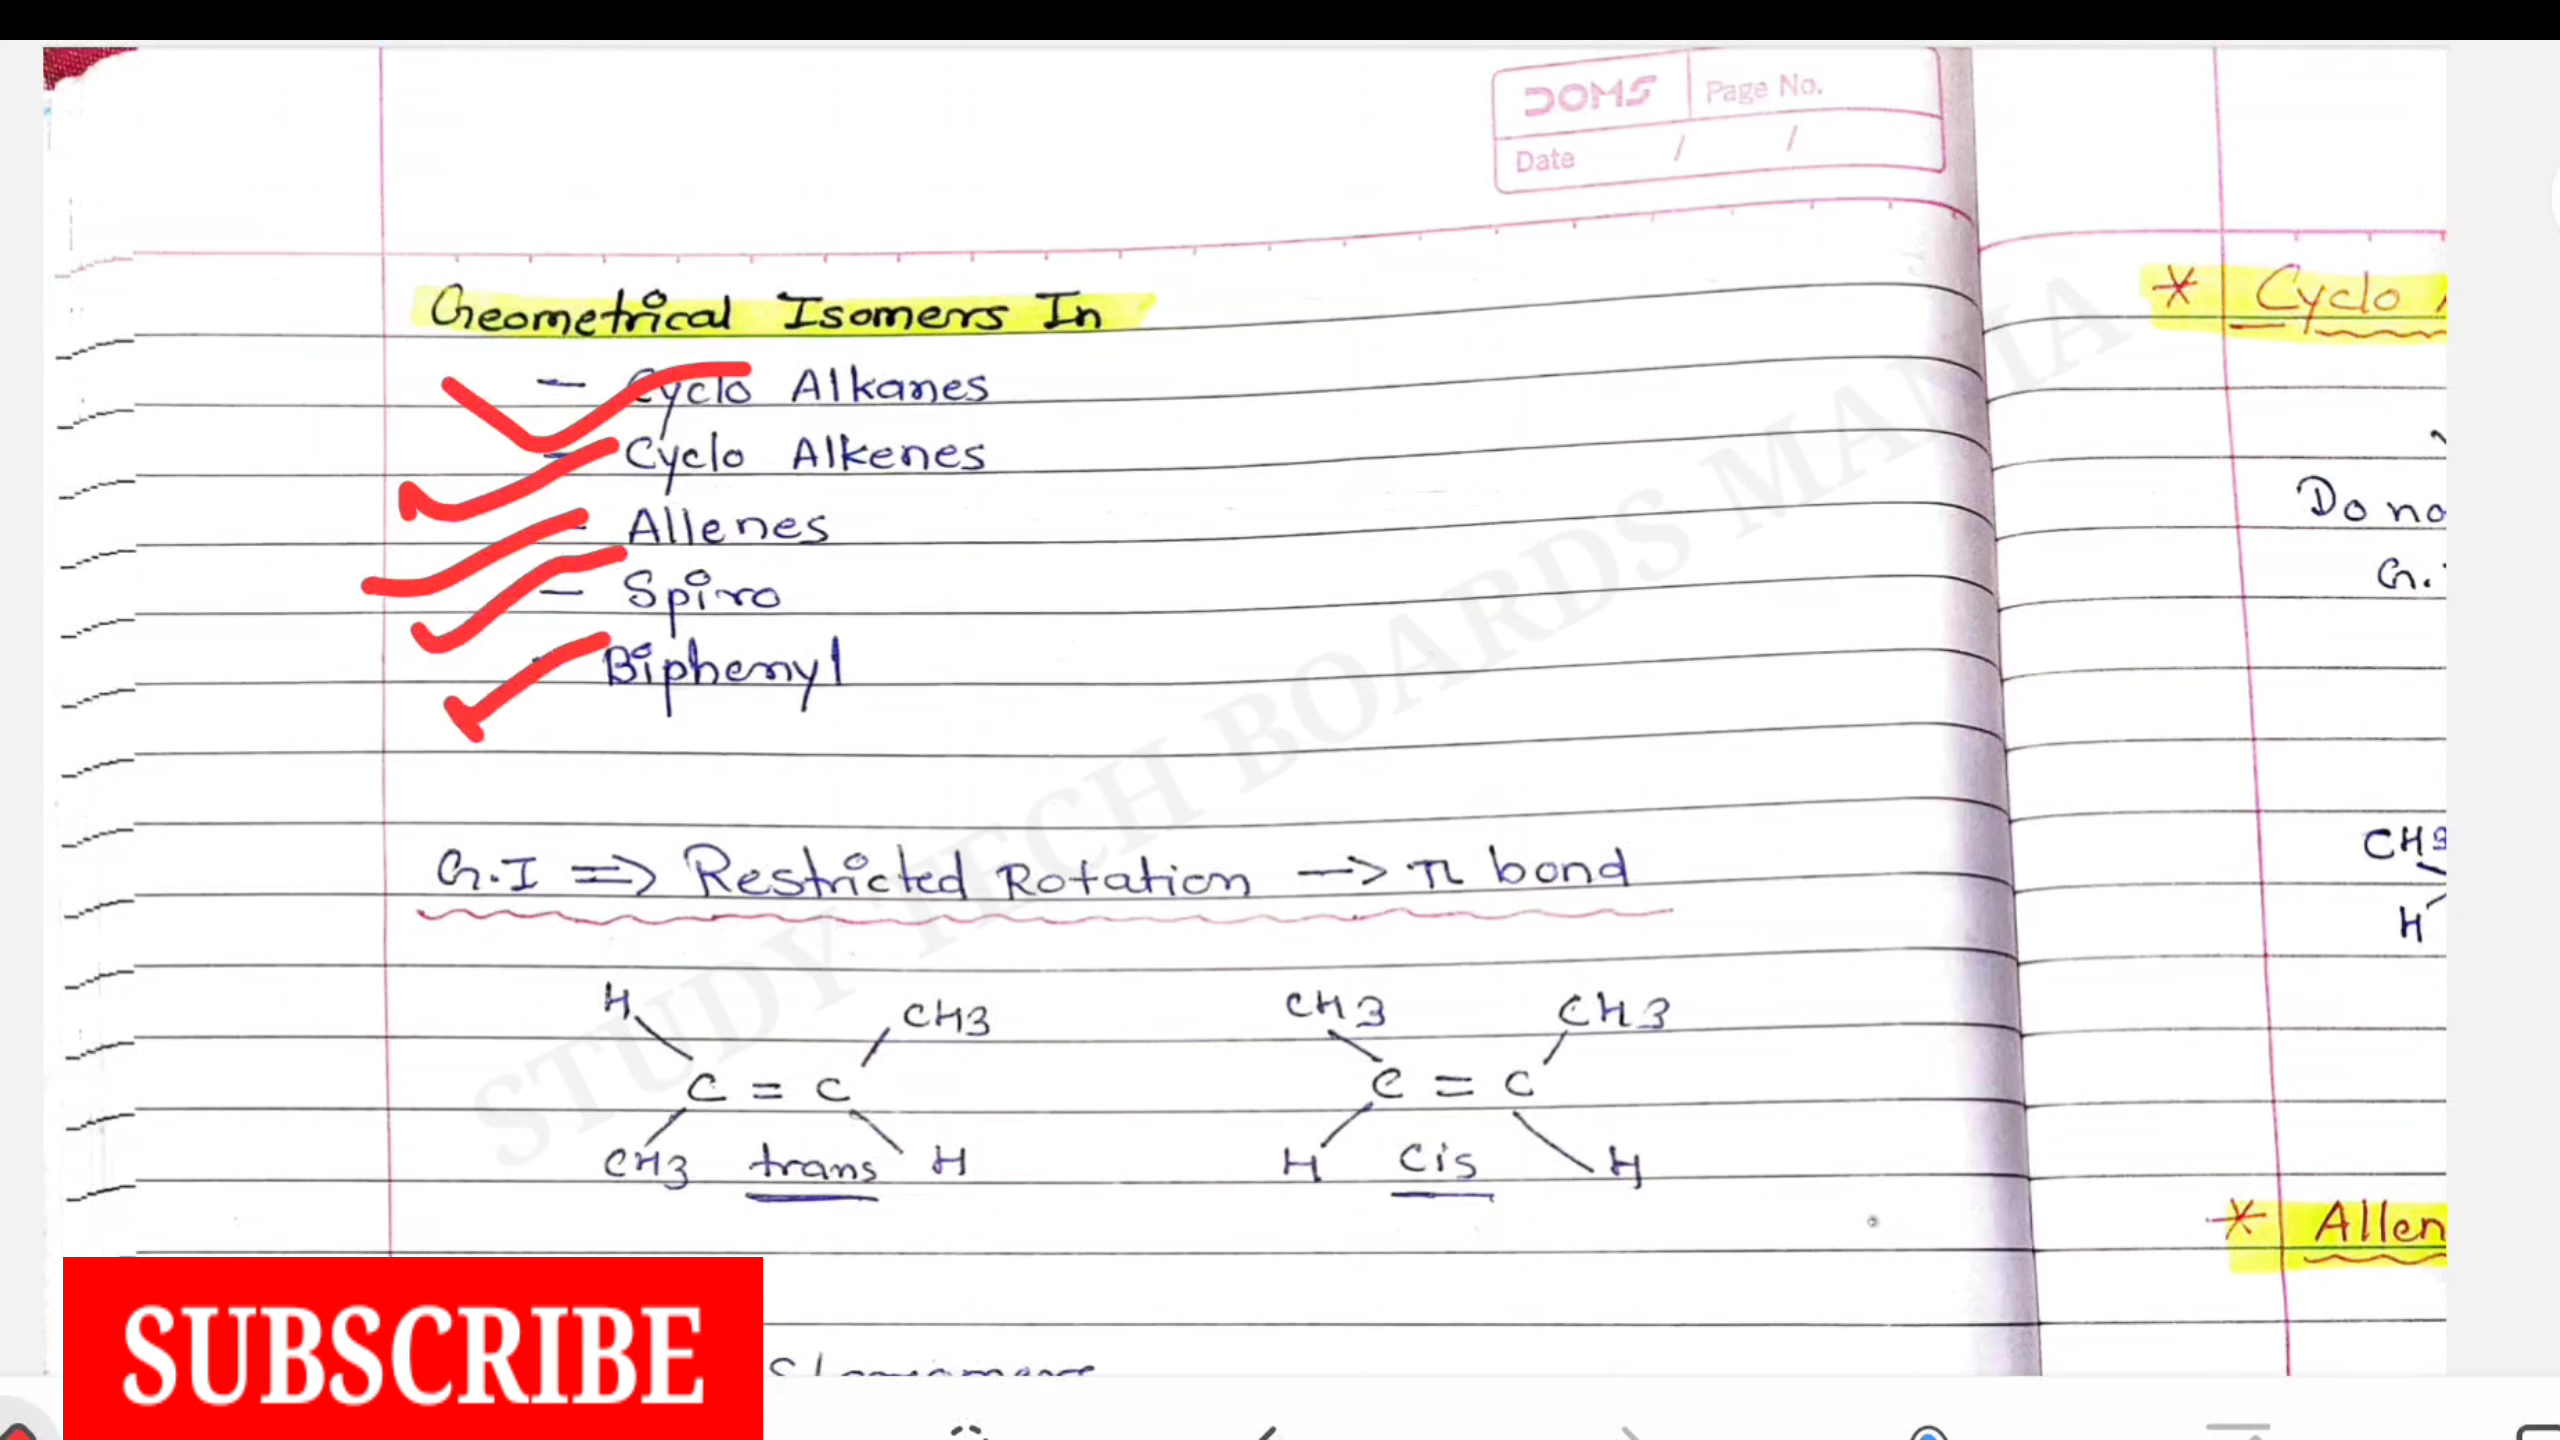 DOMS
Page No.
Date / /
Geometrical Isomers In
- Cyclo Alkanes
- Cyclo Alkenes
- Allenes
- Spiro
- Biphenyl
G.I => Restricted Rotation -> π bond
H CH3
C = C
CH3 trans H
CH3 CH3
C = C
H cis H
* Cyclo
Do no
G.
CH3
H
* Allen
STUDY TECH BOARDS MANIA
SUBSCRIBE